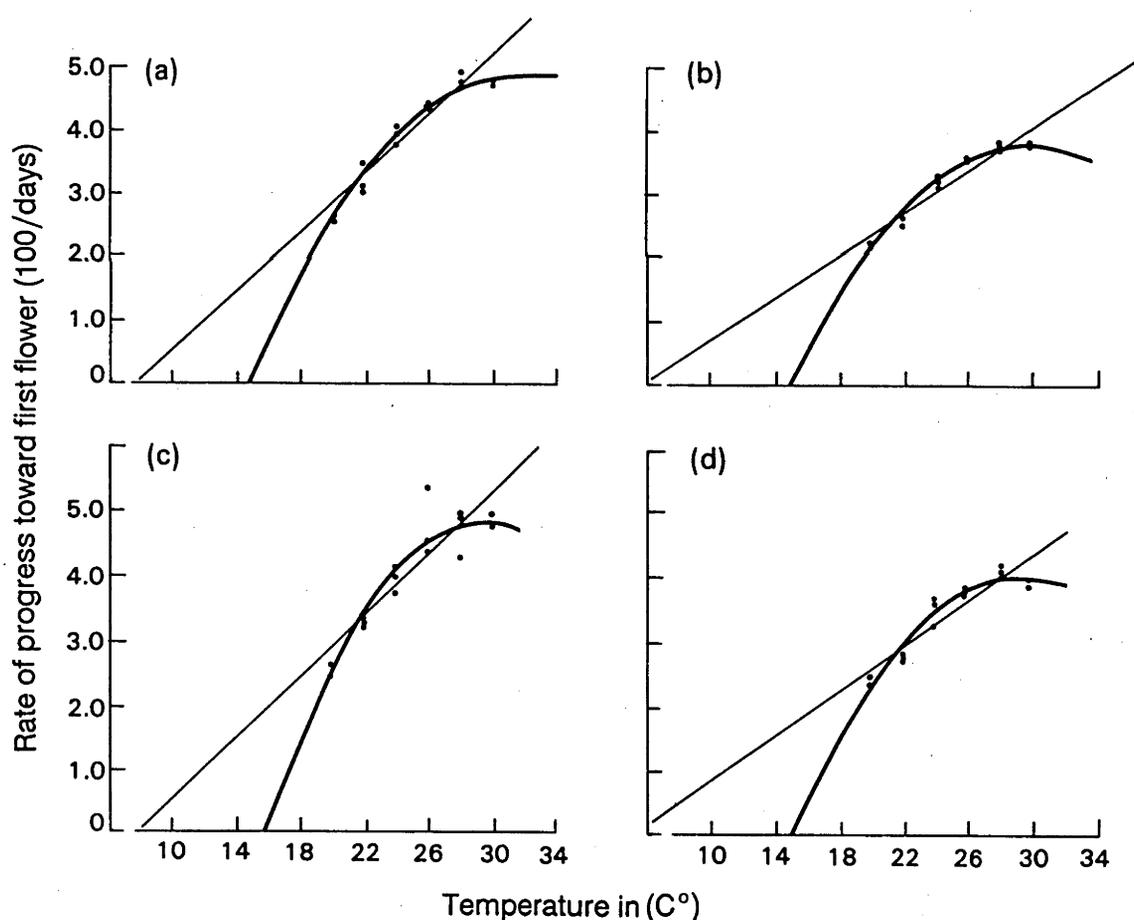 Rate of progress toward first flower (100/days)
(a)
5.0
4.0
3.0
2.0
1.0
0
(b)
(c)
5.0
4.0
3.0
2.0
1.0
0
10 14 18 22 26 30 34
(d)
10 14 18 22 26 30 34
Temperature in (C°)